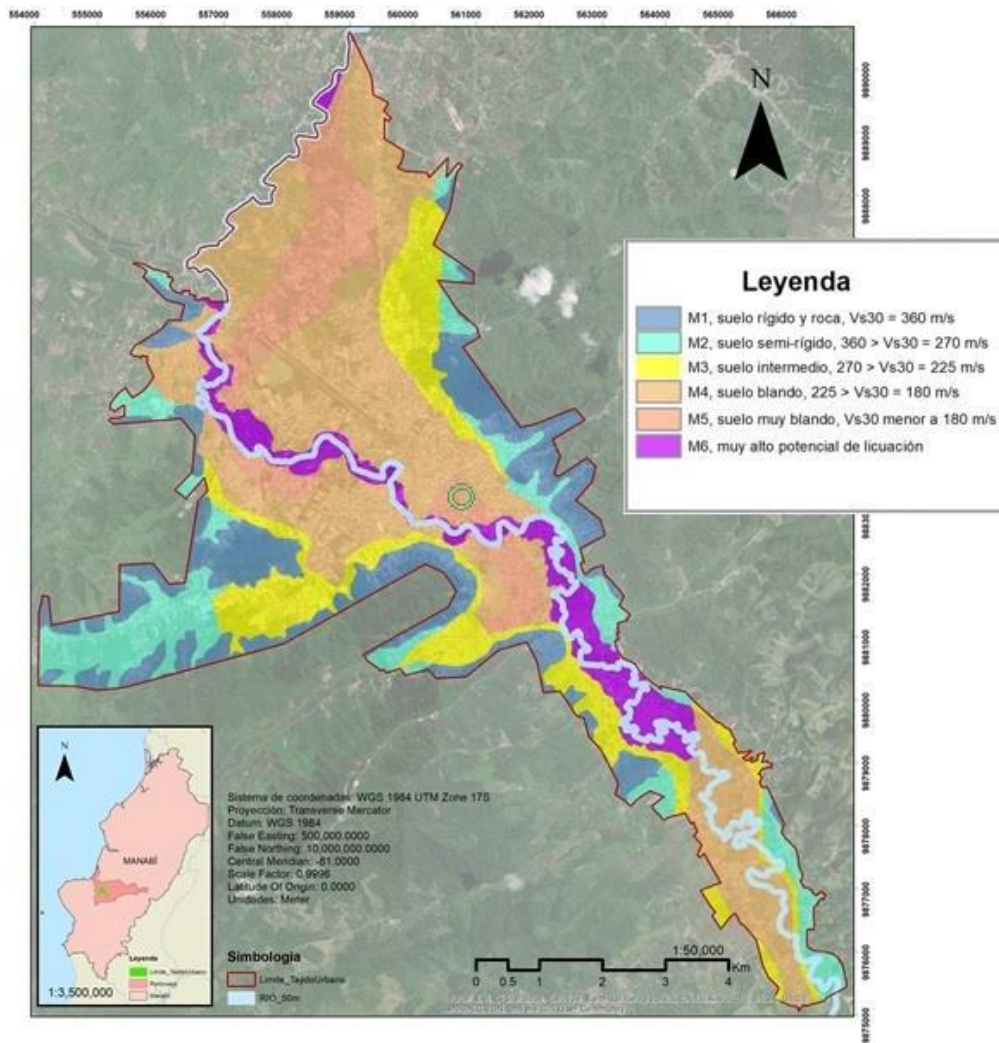 554000 555000 556000 557000 558000 559000 560000 561000 562000 563000 564000 565000 566000
9890000
9889000
9888000
N
Leyenda
M1, suelo rígido y roca, Vs30 = 360 m/s
M2, suelo semi-rígido, 360 > Vs30 = 270 m/s
M3, suelo intermedio, 270 > Vs30 = 225 m/s
M4, suelo blando, 225 > Vs30 = 180 m/s
M5, suelo muy blando, Vs30 menor a 180 m/s
M6, muy alto potencial de licuación
9883000
9882000
9881000
9880000
9879000
9878000
9877000
9876000
9875000
N
MANABÍ
Leyenda
Limite_TejidoUrbano
Portoviejo
Manabí
1:3,500,000
Sistema de coordenadas: WGS 1984 UTM Zone 17S
Proyección: Transverse Mercator
Datum: WGS 1984
False Easting: 500,000.0000
False Northing: 10,000,000.0000
Central Meridian: -81.0000
Scale Factor: 0.9996
Latitude Of Origin: 0.0000
Unidades: Meter
Simbologia
Limite_TejidoUrbano
RIO_50m
1:50,000
0 0.5 1 2 3 4 Km